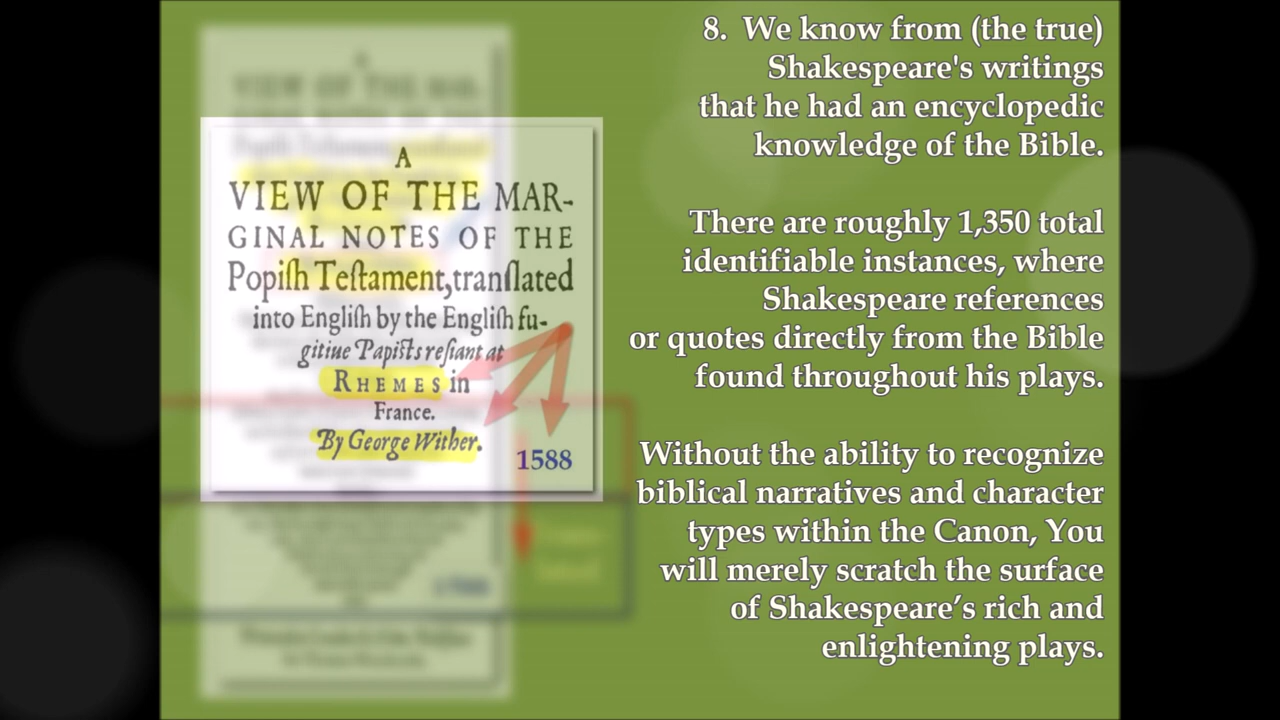 A
VIEW OF THE MAR-
GINAL NOTES OF THE
Popiſh Teſtament,tranſlated
into Engliſh by the Engliſh fu-
gitiue Papiſts reſiant at
RHEMES in
France.
By George Wither.
1588
8. We know from (the true)
Shakespeare's writings
that he had an encyclopedic
knowledge of the Bible.
There are roughly 1,350 total
identifiable instances, where
Shakespeare references
or quotes directly from the Bible
found throughout his plays.
Without the ability to recognize
biblical narratives and character
types within the Canon, You
will merely scratch the surface
of Shakespeare’s rich and
enlightening plays.